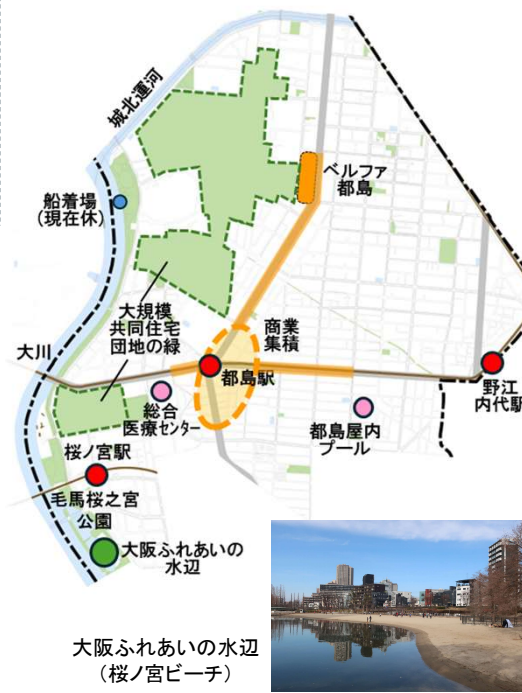 城北運河
ベルファ
都島
船着場
(現在休)
大規模
共同住宅
団地の緑
商業
集積
大川
都島駅
野江
内代駅
総合
医療センター
都島屋内
プール
桜ノ宮駅
毛馬桜之宮
公園
大阪ふれあいの
水辺
大阪ふれあいの水辺
(桜ノ宮ビーチ)